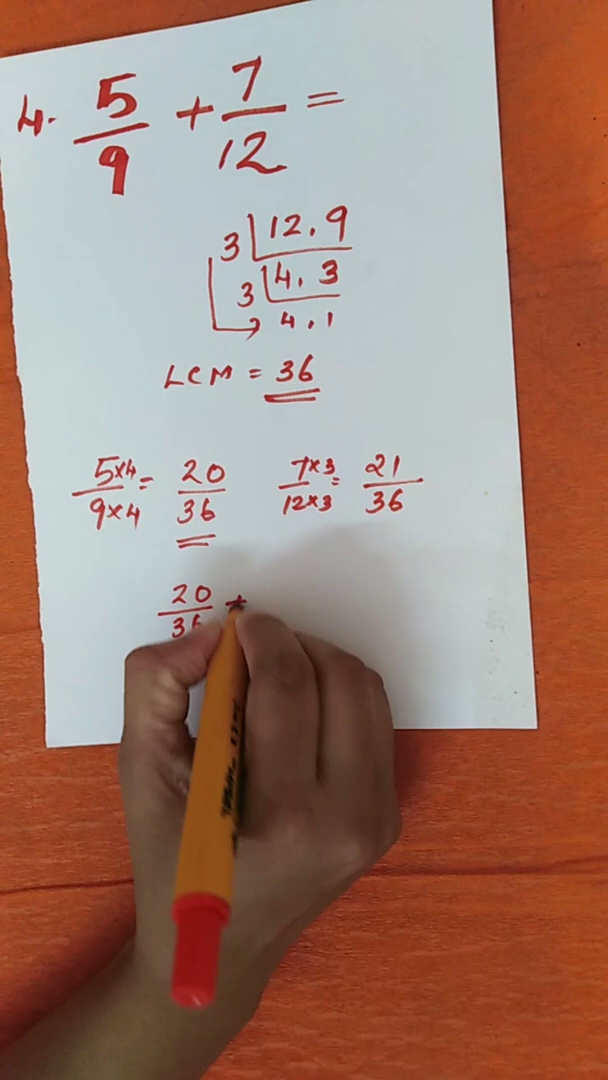 4. 5/9 + 7/12 =
3 | 12, 9
3 | 4, 3
4, 1
LCM = 36
5×4/9×4 = 20/36 7×3/12×3 = 21/36
20/36 +